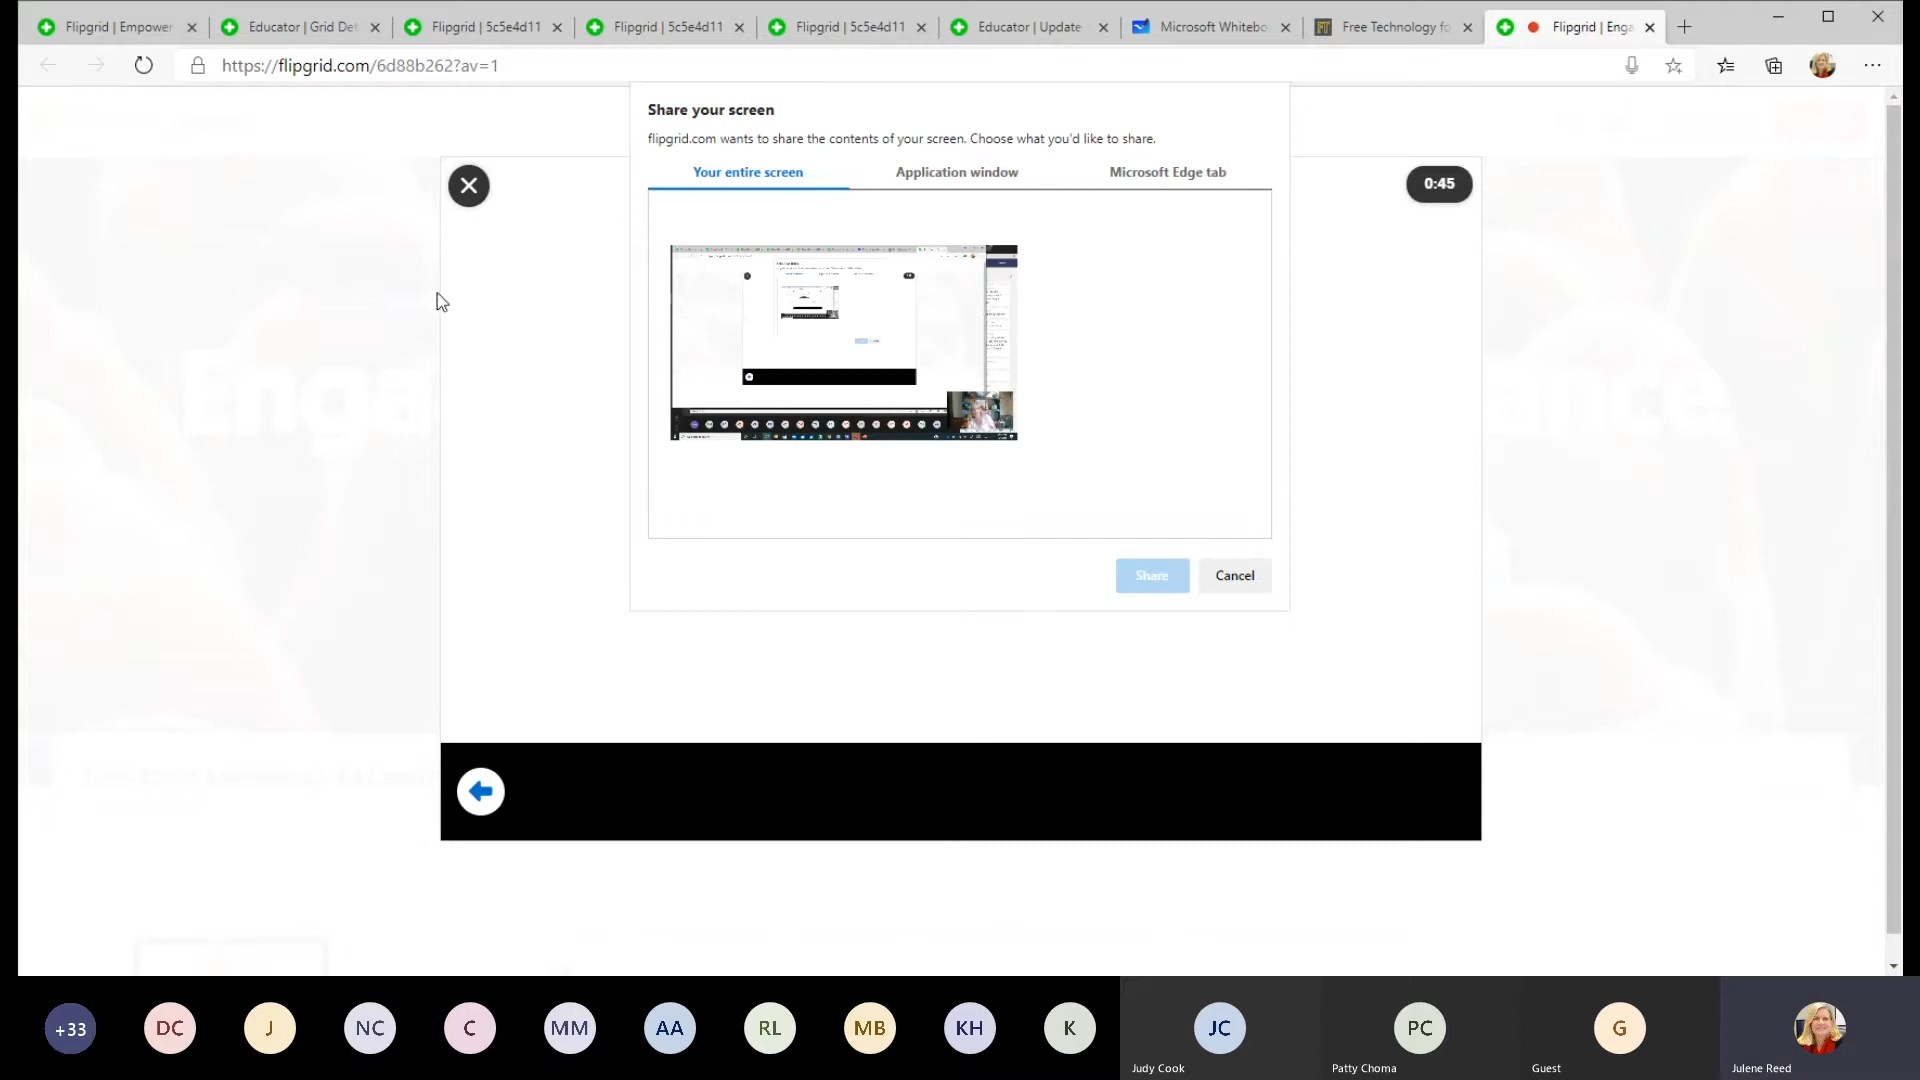 Flipgrid | Empower
Educator | Grid Det
Flipgrid | 5c5e4d11
Flipgrid | 5c5e4d11
Flipgrid | 5c5e4d11
Educator | Update
Microsoft Whitebo
Free Technology fo
Flipgrid | Enga
https://flipgrid.com/6d88b262?av=1
Share your screen
flipgrid.com wants to share the contents of your screen. Choose what you'd like to share.
Your entire screen
Application window
Microsoft Edge tab
0:45
Enga
ance
Share
Cancel
+33
DC
J
NC
C
MM
AA
RL
MB
KH
K
JC
PC
G
Judy Cook
Patty Choma
Guest
Julene Reed